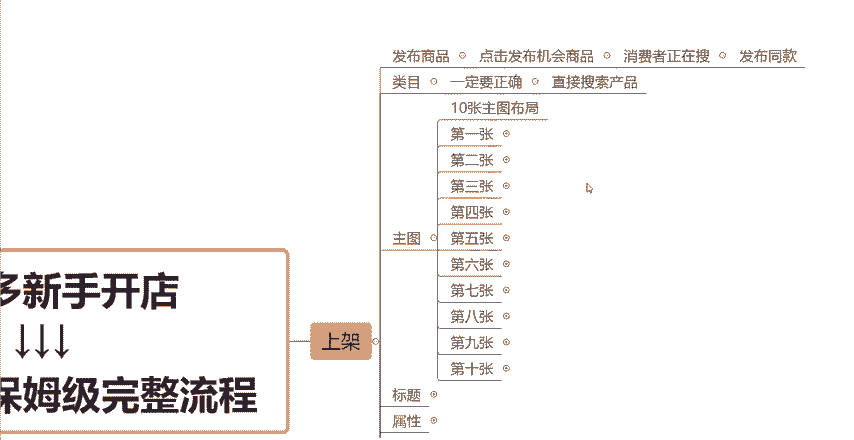 发布商品 点击发布机会商品 消费者正在搜 发布同款
类目 一定要正确 直接搜索产品
10张主图布局
第一张
第二张
第三张
第四张
主图
第五张
第六张
第七张
第八张
第九张
第十张
标题
属性
上架
多新手开店
↓↓↓
保姆级完整流程